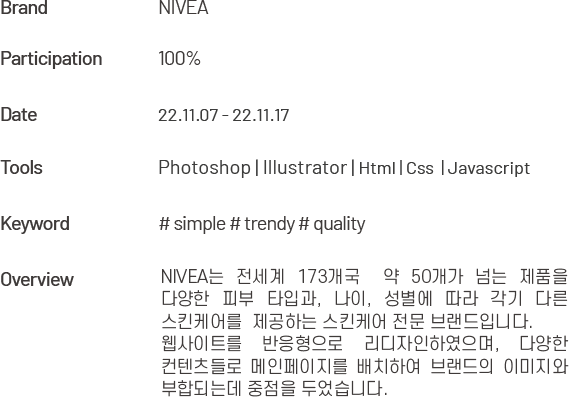 Brand NIVEA
Participation 100%
Date 22.11.07 - 22.11.17
Tools Photoshop | Illustrator | Html | Css | Javascript
Keyword # simple # trendy # quality
Overview NIVEA는 전세계 173개국 약 50개가 넘는 제품을
다양한 피부 타입과, 나이, 성별에 따라 각기 다른
스킨케어를 제공하는 스킨케어 전문 브랜드입니다.
웹사이트를 반응형으로 리디자인하였으며, 다양한
컨텐츠들로 메인페이지를 배치하여 브랜드의 이미지와
부합되는데 중점을 두었습니다.